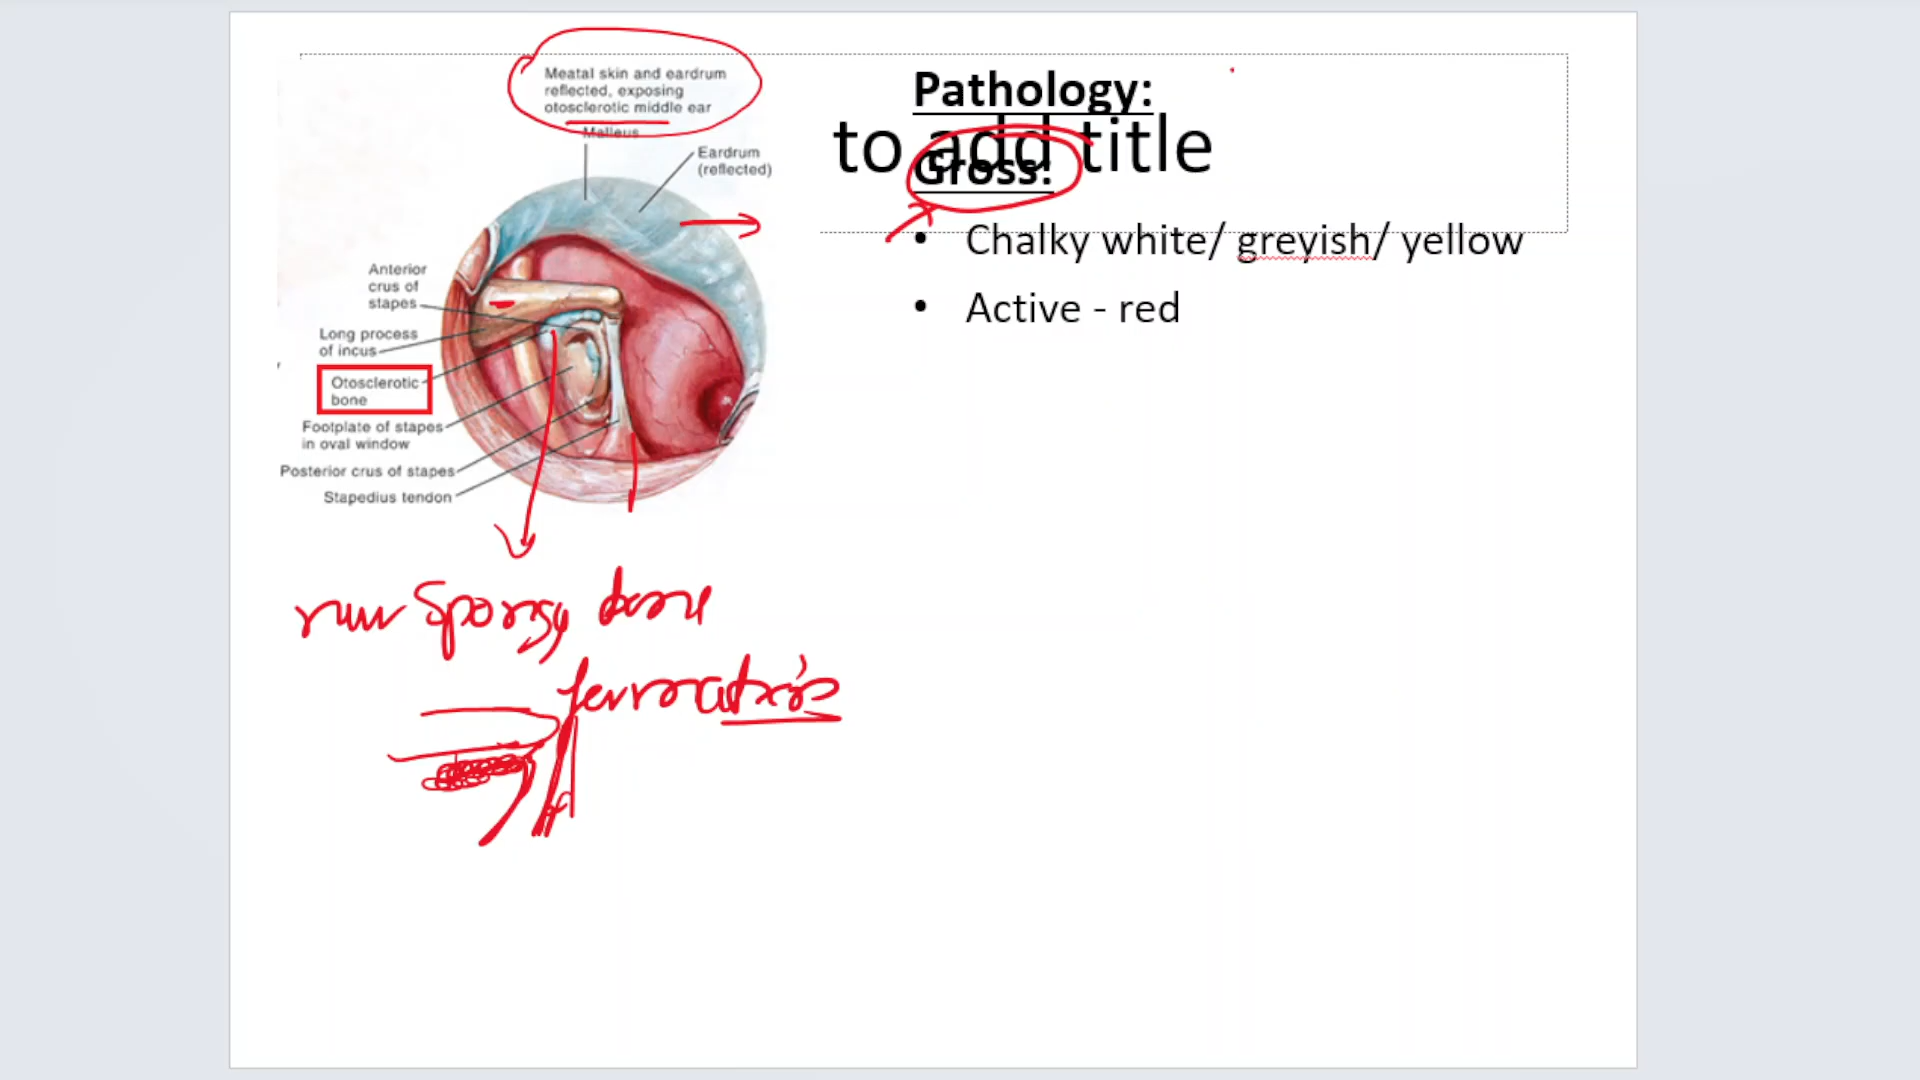 Meatal skin and eardrum
reflected, exposing
otosclerotic middle ear
Malleus
Eardrum
(reflected)
Anterior
crus of
stapes
Long process
of incus
Otosclerotic
bone
Footplate of stapes
in oval window
Posterior crus of stapes
Stapedius tendon
Pathology:
to add title
Gross:
• Chalky white/ greyish/ yellow
• Active - red
new Spongy bone
formation